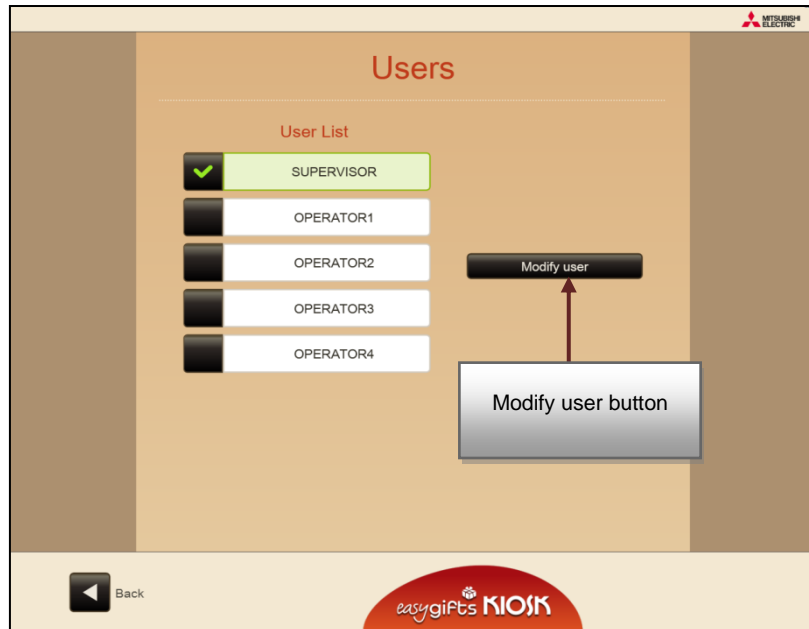 MITSUBISHI
ELECTRIC
Users
User List
SUPERVISOR
OPERATOR1
OPERATOR2
Modify user
OPERATOR3
OPERATOR4
Modify user button
Back
easygifts KIOSK